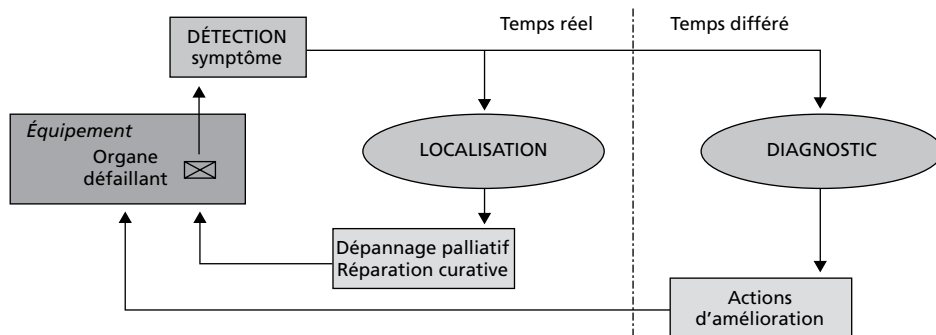 Temps réel
Temps différé
DÉTECTION
symptôme
Équipement
Organe
défaillant
LOCALISATION
DIAGNOSTIC
Dépannage palliatif
Réparation curative
Actions
d'amélioration